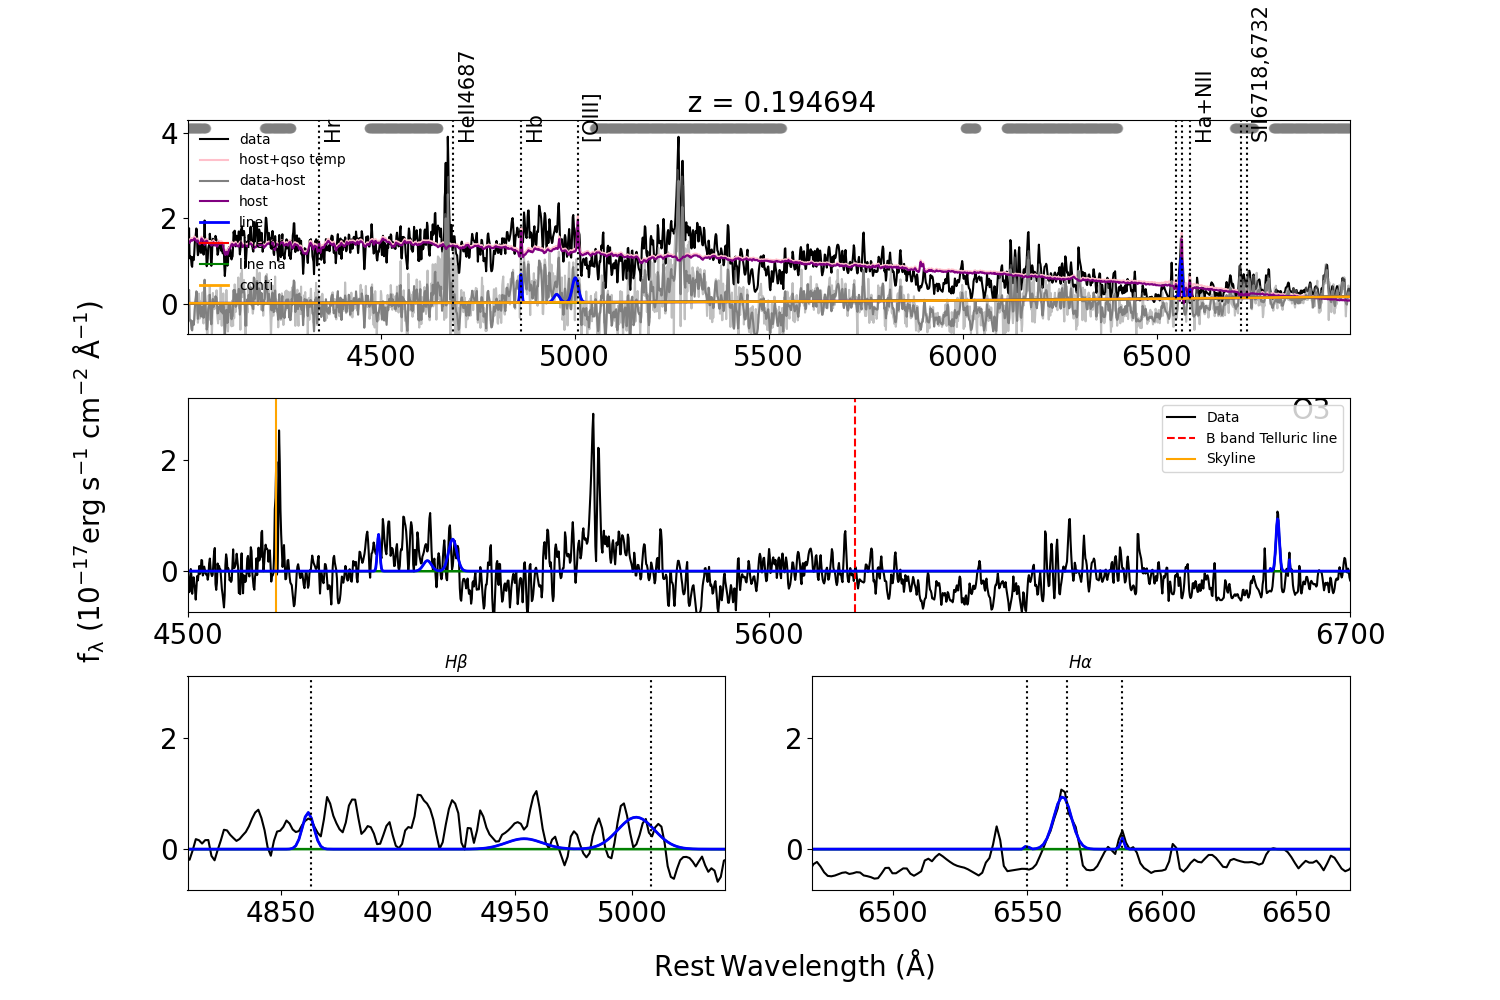 z = 0.194694
Hr
HeII4687
Hb
[OIII]
Ha+NII
SII6718,6732
data
host+qso temp
data-host
host
line
line na
conti
4
2
0
4500 5000 5500 6000 6500
O3
Data
B band Telluric line
Skyline
2
0
4500 5600 6700
fλ (10⁻¹⁷erg s⁻¹ cm⁻² Å⁻¹)
Hβ
2
0
4850 4900 4950 5000
Hα
2
0
6500 6550 6600 6650
Rest Wavelength (Å)